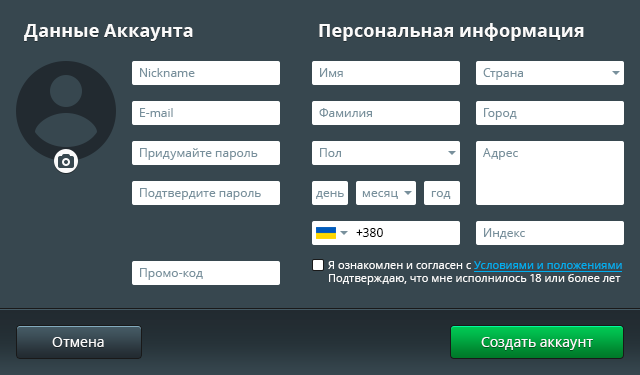 Данные Аккаунта
Nickname
E-mail
Придумайте пароль
Подтвердите пароль
Промо-код
Персональная информация
Имя
Страна
Фамилия
Город
Пол
Адрес
день
месяц
год
+380
Индекс
Я ознакомлен и согласен с Условиями и положениями
Подтверждаю, что мне исполнилось 18 или более лет
Отмена
Создать аккаунт